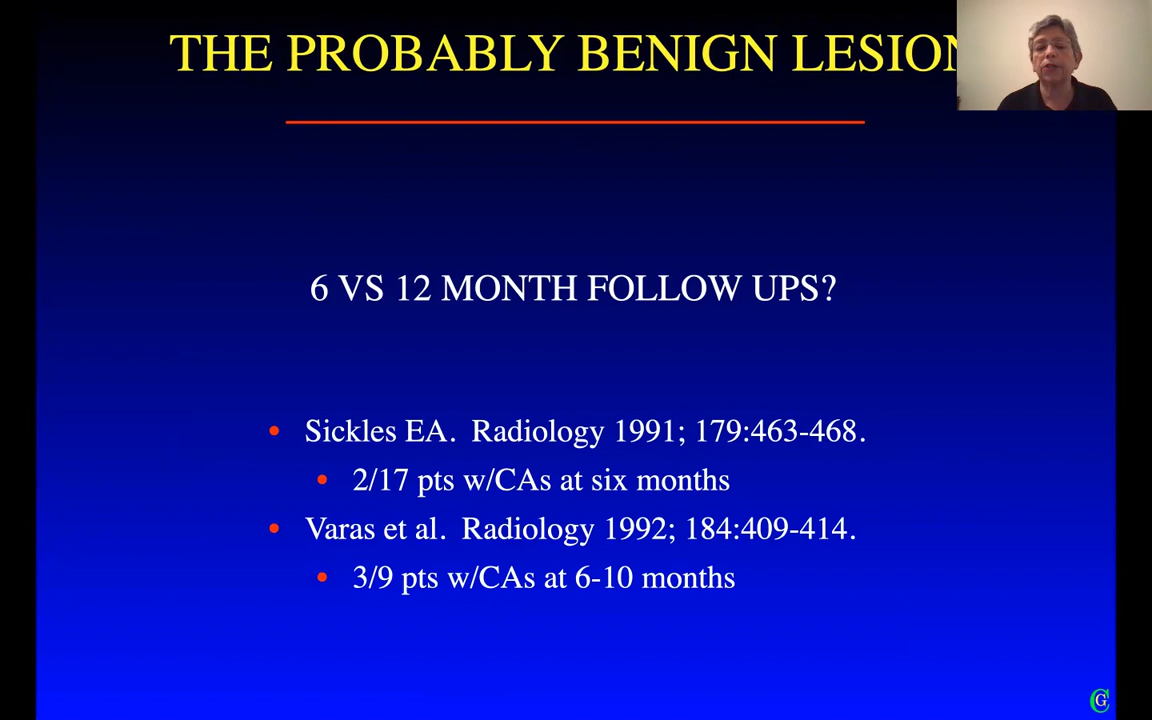 THE PROBABLY BENIGN LESION
6 VS 12 MONTH FOLLOW UPS?
• Sickles EA. Radiology 1991; 179:463-468.
• 2/17 pts w/CAs at six months
• Varas et al. Radiology 1992; 184:409-414.
• 3/9 pts w/CAs at 6-10 months
CG